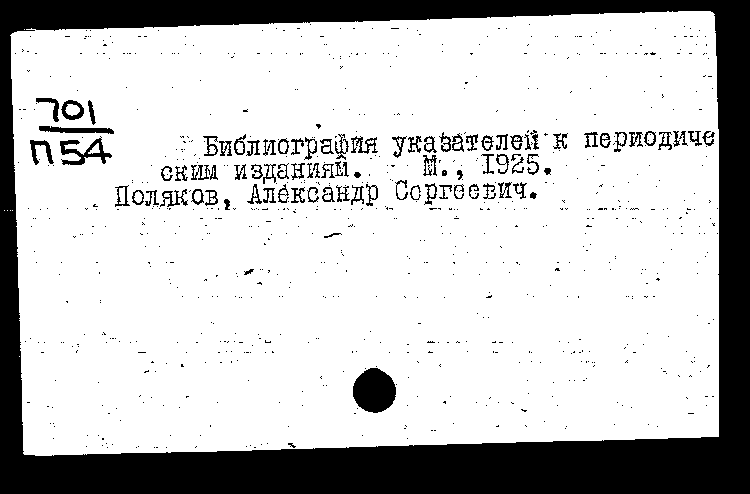 701
П54
Библиография указателей к периодиче
ским изданиям. М., 1925.
Поляков, Александр Сергеевич.